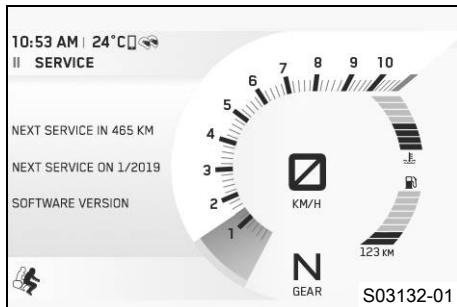 10:53 AM | 24°C
SERVICE
NEXT SERVICE IN 465 KM
NEXT SERVICE ON 1/2019
SOFTWARE VERSION
1
2
3
4
5
6
7
8
9
10
0
KM/H
N
GEAR
123 KM
S03132-01